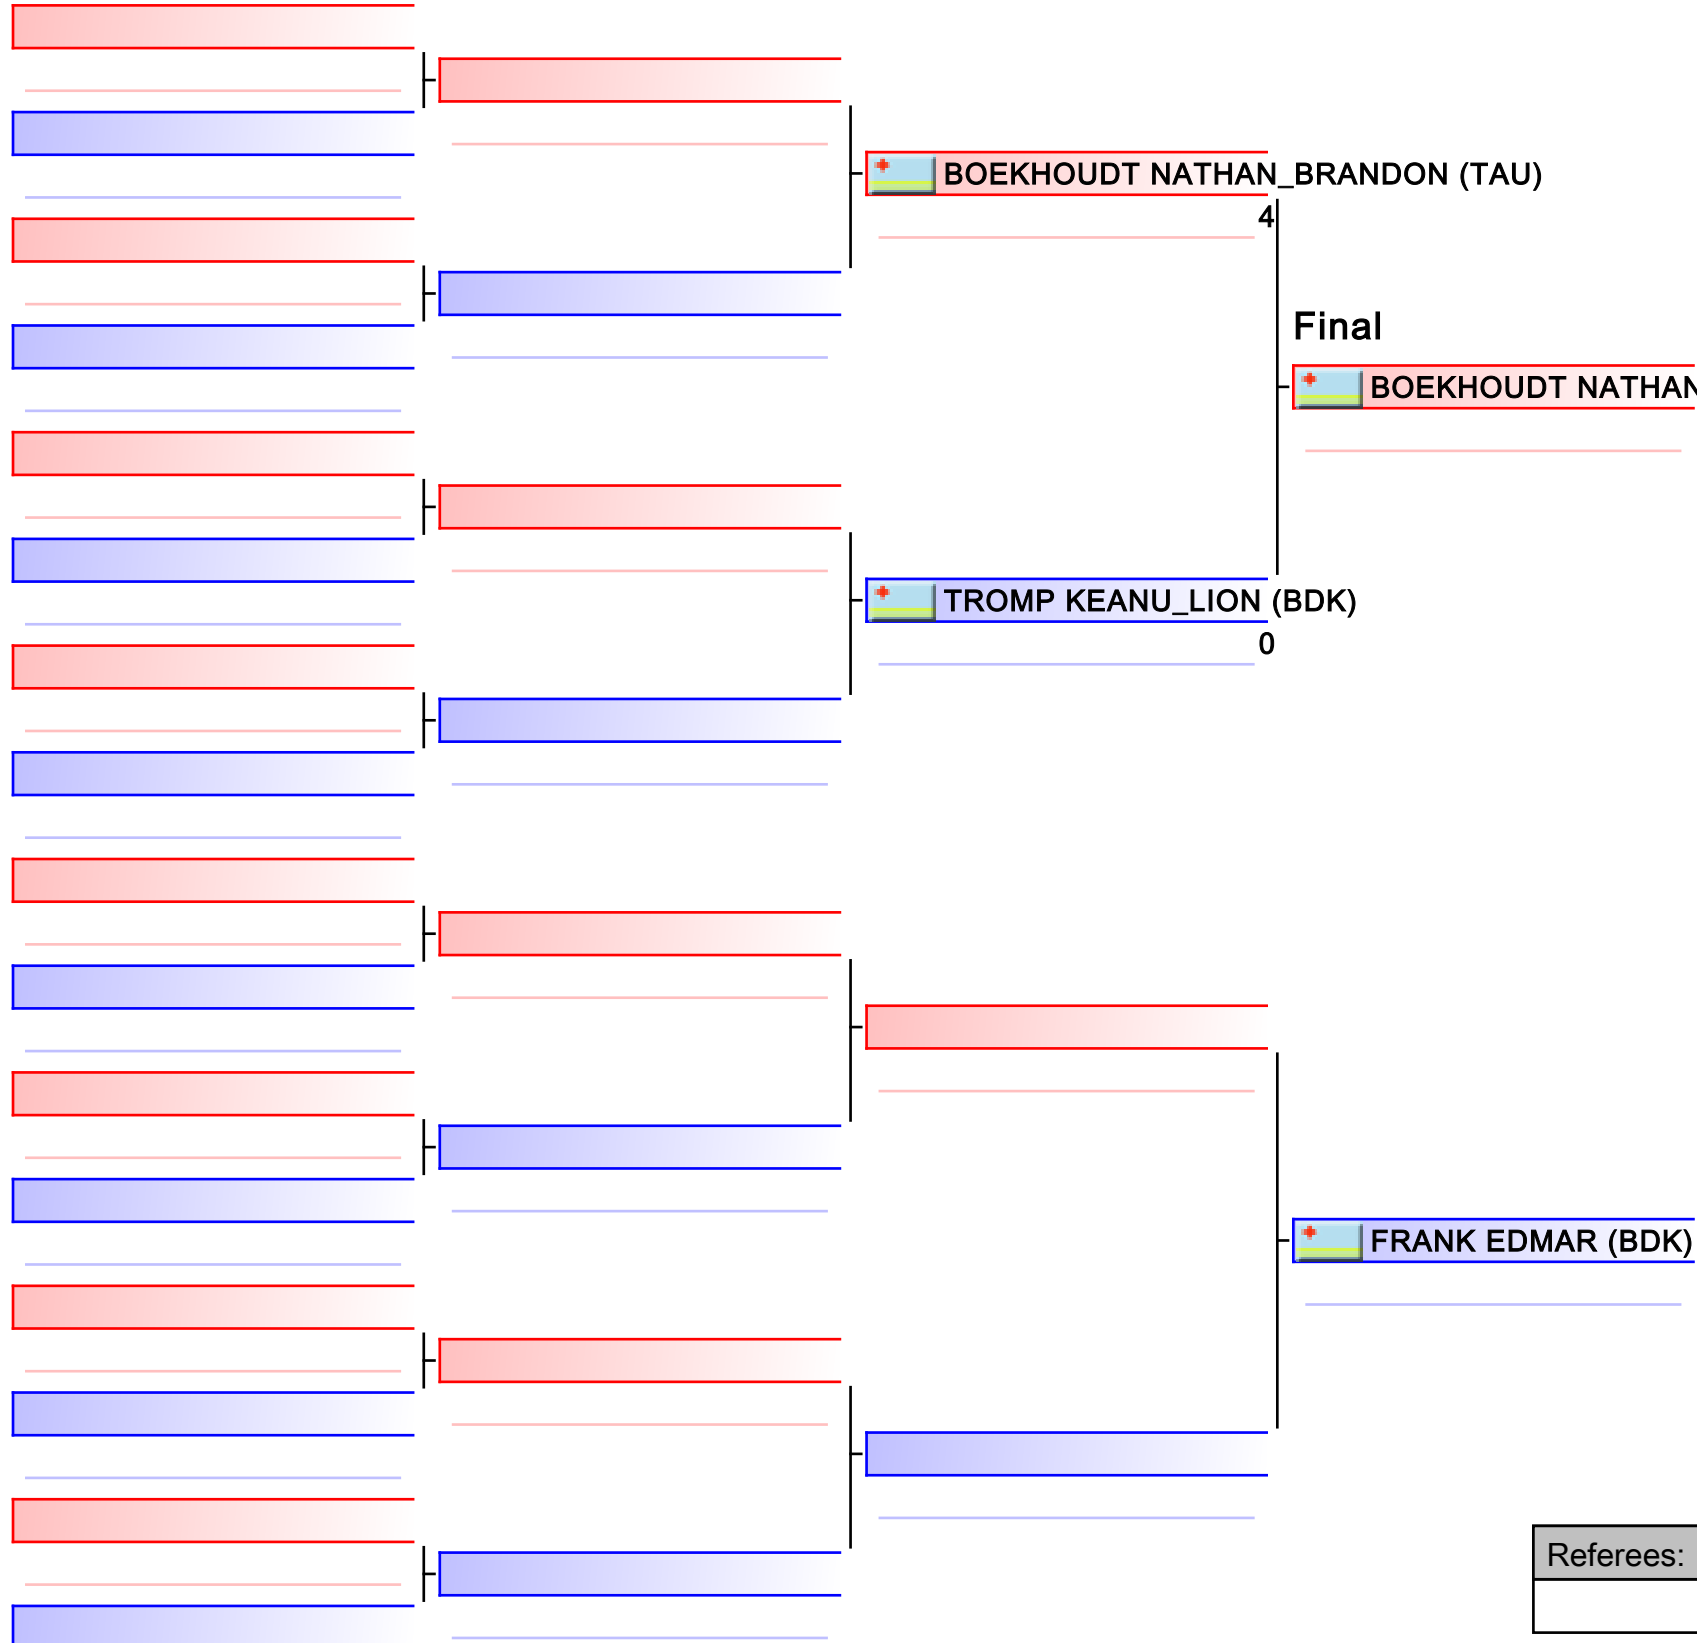 BOEKHOUDT NATHAN_BRANDON (TAU)
4
Final
BOEKHOUDT NATHAN
TROMP KEANU_LION (BDK)
0
FRANK EDMAR (BDK)
Referees: